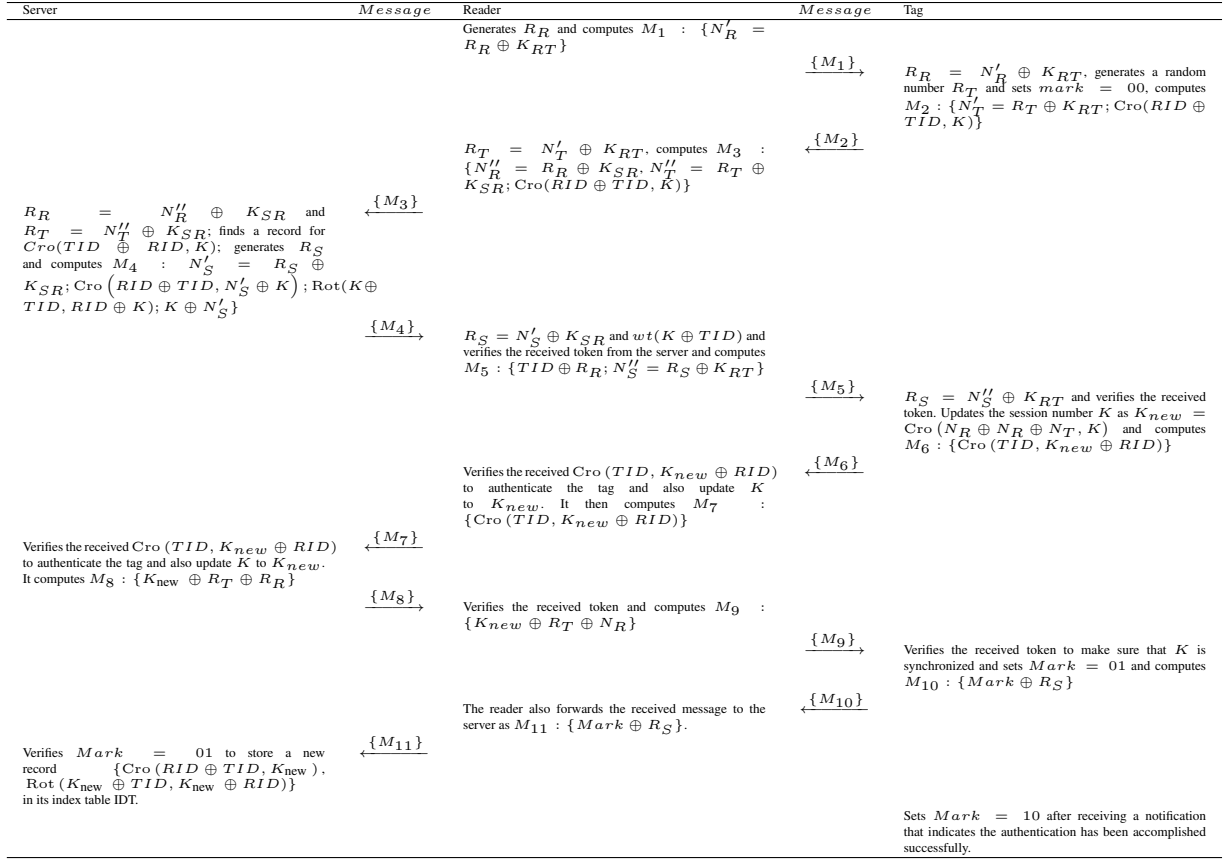 Server Message Reader Message Tag
Generates R_R and computes M_1 : {N′_R =
R_R ⊕ K_RT}
{M_1}
R_R = N′_R ⊕ K_RT, generates a random
number R_T and sets mark = 00, computes
M_2 : {N′_T = R_T ⊕ K_RT; Cro(RID ⊕
TID, K)}
{M_2}
R_T = N′_T ⊕ K_RT, computes M_3 :
{N′′_R = R_R ⊕ K_SR, N′′_T = R_T ⊕
K_SR; Cro(RID ⊕ TID, K)}
{M_3}
R_R = N′′_R ⊕ K_SR and
R_T = N′′_T ⊕ K_SR; finds a record for
Cro(TID ⊕ RID, K); generates R_S
and computes M_4 : N′_S = R_S ⊕
K_SR; Cro (RID ⊕ TID, N′_S ⊕ K) ; Rot(K⊕
TID, RID ⊕ K); K ⊕ N′_S}
{M_4}
R_S = N′_S ⊕ K_SR and wt(K ⊕ TID) and
verifies the received token from the server and computes
M_5 : {TID ⊕ R_R; N′′_S = R_S ⊕ K_RT}
{M_5}
R_S = N′′_S ⊕ K_RT and verifies the received
token. Updates the session number K as K_new =
Cro (N_R ⊕ N_R ⊕ N_T, K) and computes
M_6 : {Cro (TID, K_new ⊕ RID)}
{M_6}
Verifies the received Cro (TID, K_new ⊕ RID)
to authenticate the tag and also update K
to K_new. It then computes M_7 :
{Cro (TID, K_new ⊕ RID)}
{M_7}
Verifies the received Cro (TID, K_new ⊕ RID)
to authenticate the tag and also update K to K_new.
It computes M_8 : {K_new ⊕ R_T ⊕ R_R}
{M_8}
Verifies the received token and computes M_9 :
{K_new ⊕ R_T ⊕ N_R}
{M_9}
Verifies the received token to make sure that K is
synchronized and sets Mark = 01 and computes
M_10 : {Mark ⊕ R_S}
{M_10}
The reader also forwards the received message to the
server as M_11 : {Mark ⊕ R_S}.
{M_11}
Verifies Mark = 01 to store a new
record {Cro (RID ⊕ TID, K_new ) ,
Rot (K_new ⊕ TID, K_new ⊕ RID)}
in its index table IDT.
Sets Mark = 10 after receiving a notification
that indicates the authentication has been accomplished
successfully.